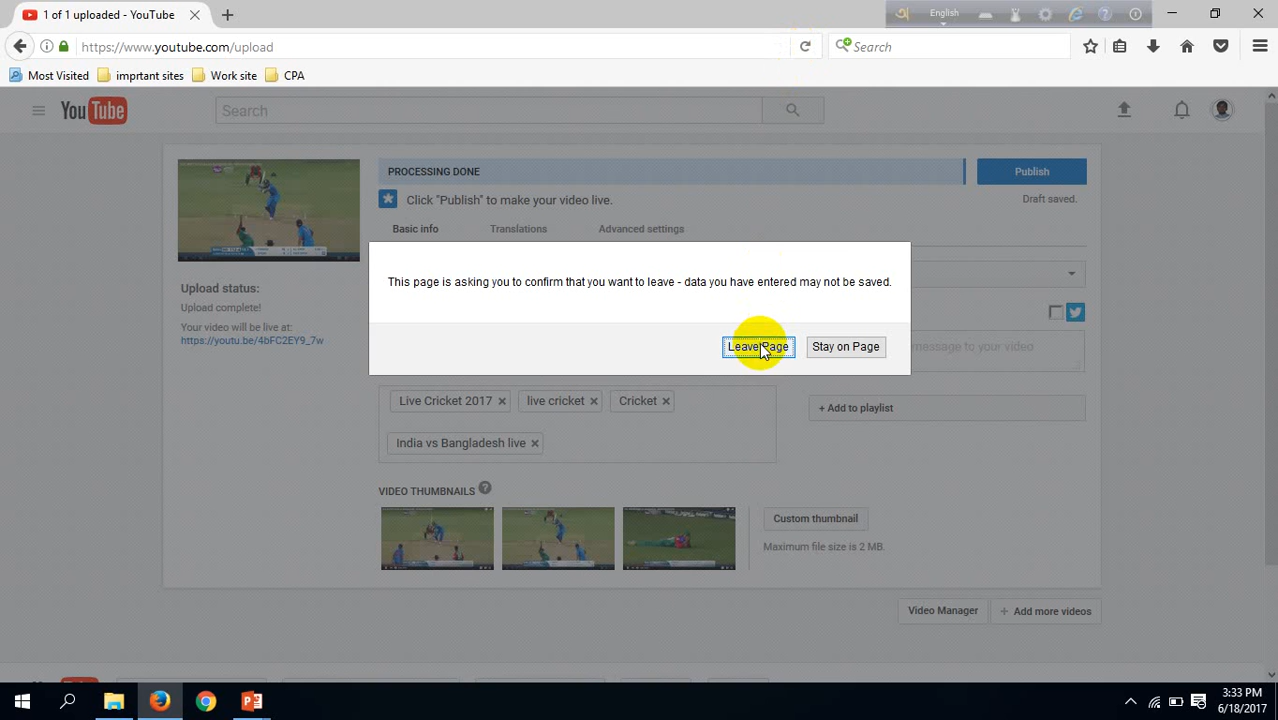 1 of 1 uploaded - YouTube
English
https://www.youtube.com/upload
Search
Most Visited
imprtant sites
Work site
CPA
YouTube
Search
PROCESSING DONE
Publish
Click "Publish" to make your video live.
Draft saved.
Basic info
Translations
Advanced settings
This page is asking you to confirm that you want to leave - data you have entered may not be saved.
Leave Page
Stay on Page
Upload status:
Upload complete!
Your video will be live at:
https://youtu.be/4bFC2EY9_7w
message to your video
Live Cricket 2017
live cricket
Cricket
+ Add to playlist
India vs Bangladesh live
VIDEO THUMBNAILS
Custom thumbnail
Maximum file size is 2 MB.
Video Manager
+ Add more videos
3:33 PM
6/18/2017